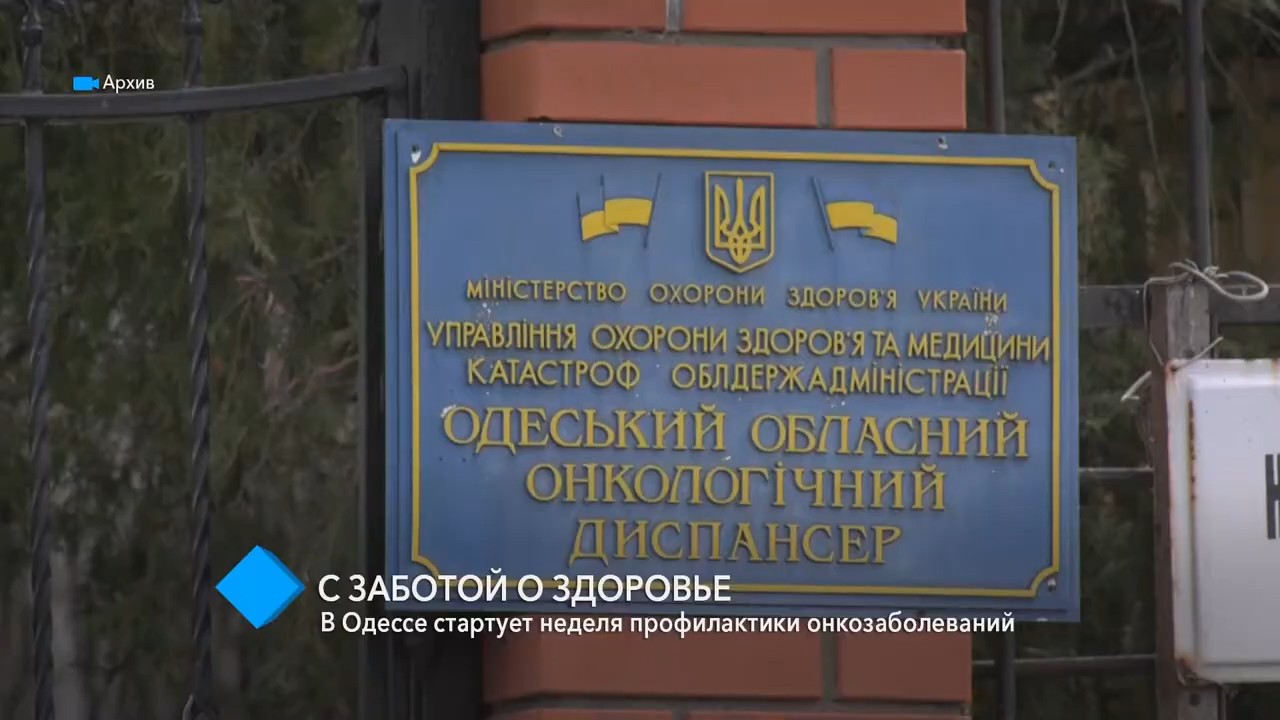 Архив
МІНІСТЕРСТВО ОХОРОНИ ЗДОРОВ'Я УКРАЇНИ
УПРАВЛІННЯ ОХОРОНИ ЗДОРОВ'Я ТА МЕДИЦИНИ
КАТАСТРОФ ОБЛДЕРЖАДМІНІСТРАЦІЇ
ОДЕСЬКИЙ ОБЛАСНИЙ
ОНКОЛОГІЧНИЙ
ДИСПАНСЕР
С ЗАБОТОЙ О ЗДОРОВЬЕ
В Одессе стартует неделя профилактики онкозаболеваний